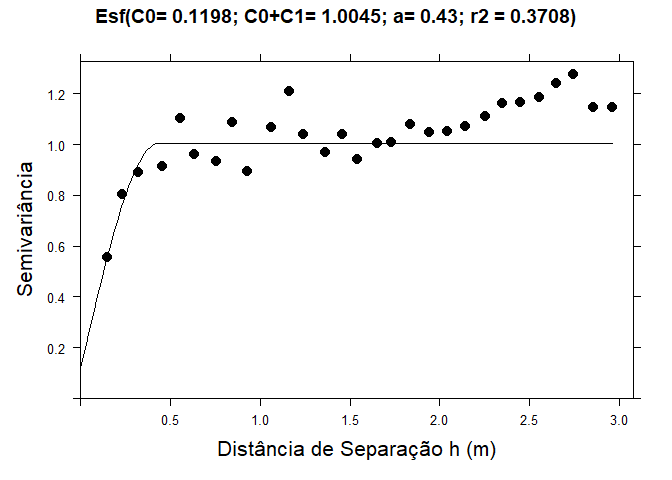 Esf(C0= 0.1198; C0+C1= 1.0045; a= 0.43; r2 = 0.3708)
Semivariância
1.2
1.0
0.8
0.6
0.4
0.2
0.5 1.0 1.5 2.0 2.5 3.0
Distância de Separação h (m)